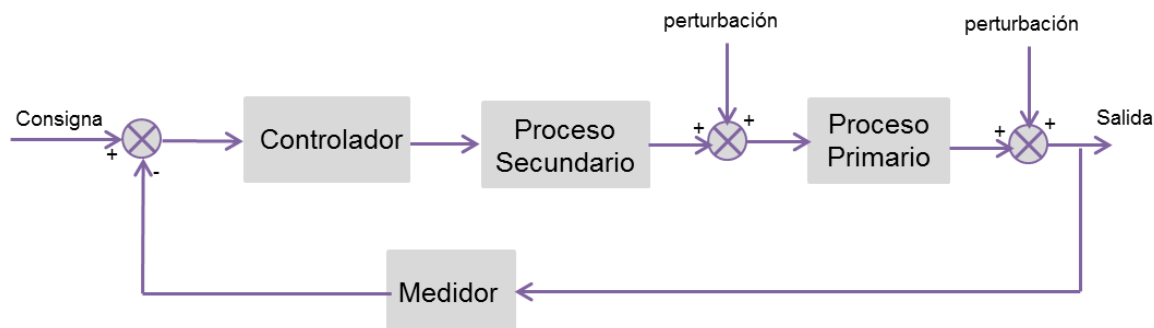 perturbación
perturbación
Consigna
Salida
+
-
Controlador
Proceso
Secundario
+
+
Proceso
Primario
+
+
Medidor